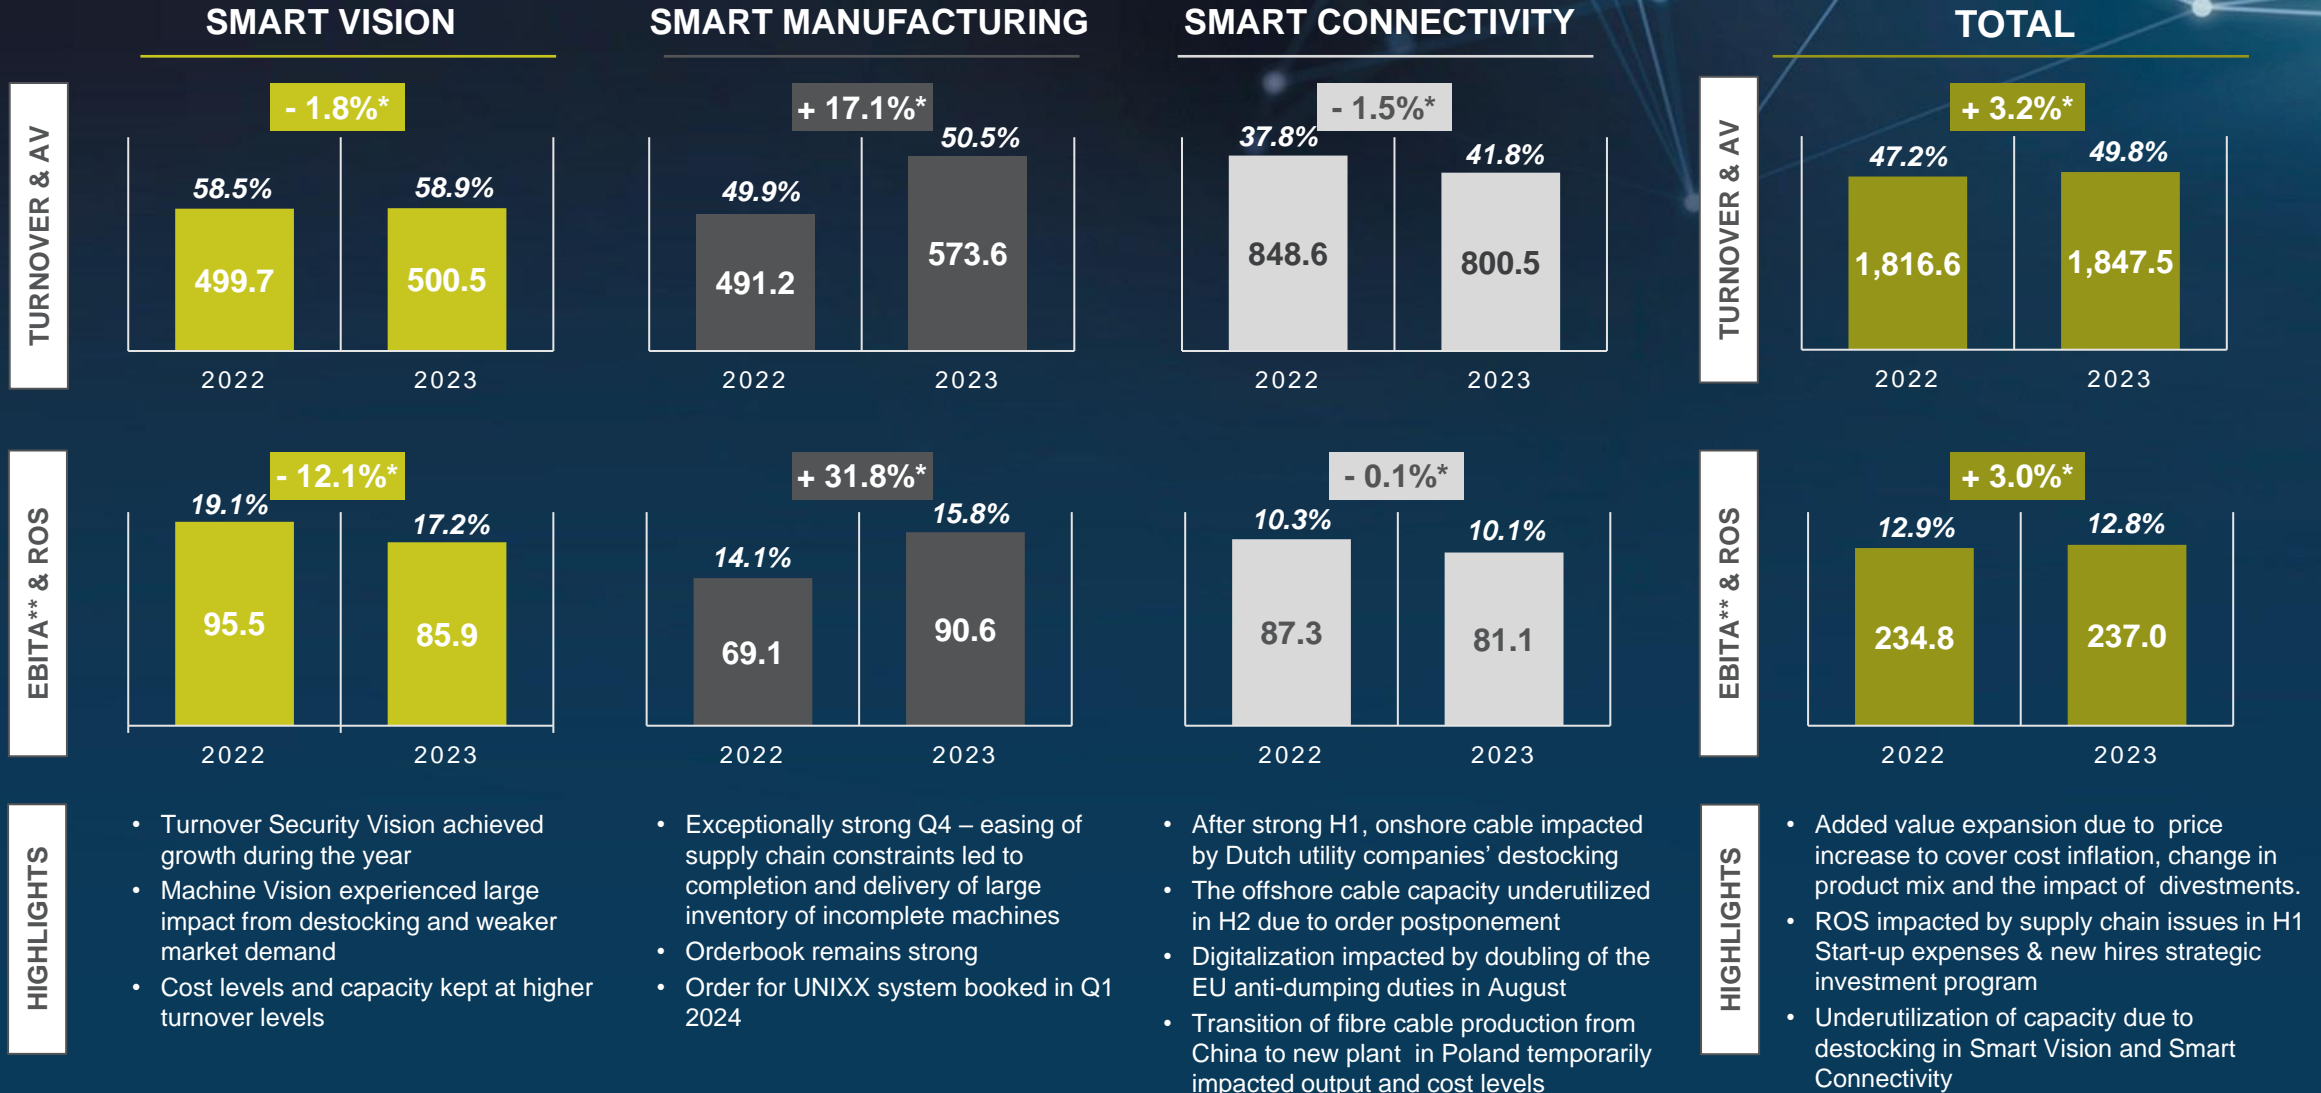 SMART VISION
SMART MANUFACTURING
SMART CONNECTIVITY
TOTAL
TURNOVER & AV
- 1.8%*
58.5%
58.9%
499.7
500.5
2022
2023
+ 17.1%*
49.9%
50.5%
491.2
573.6
2022
2023
- 1.5%*
37.8%
41.8%
848.6
800.5
2022
2023
TURNOVER & AV
+ 3.2%*
47.2%
49.8%
1,816.6
1,847.5
2022
2023
EBITA** & ROS
- 12.1%*
19.1%
17.2%
95.5
85.9
2022
2023
+ 31.8%*
14.1%
15.8%
69.1
90.6
2022
2023
- 0.1%*
10.3%
10.1%
87.3
81.1
2022
2023
EBITA** & ROS
+ 3.0%*
12.9%
12.8%
234.8
237.0
2022
2023
HIGHLIGHTS
• Turnover Security Vision achieved
growth during the year
• Machine Vision experienced large
impact from destocking and weaker
market demand
• Cost levels and capacity kept at higher
turnover levels
• Exceptionally strong Q4 – easing of
supply chain constraints led to
completion and delivery of large
inventory of incomplete machines
• Orderbook remains strong
• Order for UNIXX system booked in Q1
2024
• After strong H1, onshore cable impacted
by Dutch utility companies’ destocking
• The offshore cable capacity underutilized
in H2 due to order postponement
• Digitalization impacted by doubling of the
EU anti-dumping duties in August
• Transition of fibre cable production from
China to new plant in Poland temporarily
impacted output and cost levels
HIGHLIGHTS
• Added value expansion due to price
increase to cover cost inflation, change in
product mix and the impact of divestments.
• ROS impacted by supply chain issues in H1
Start-up expenses & new hires strategic
investment program
• Underutilization of capacity due to
destocking in Smart Vision and Smart
Connectivity